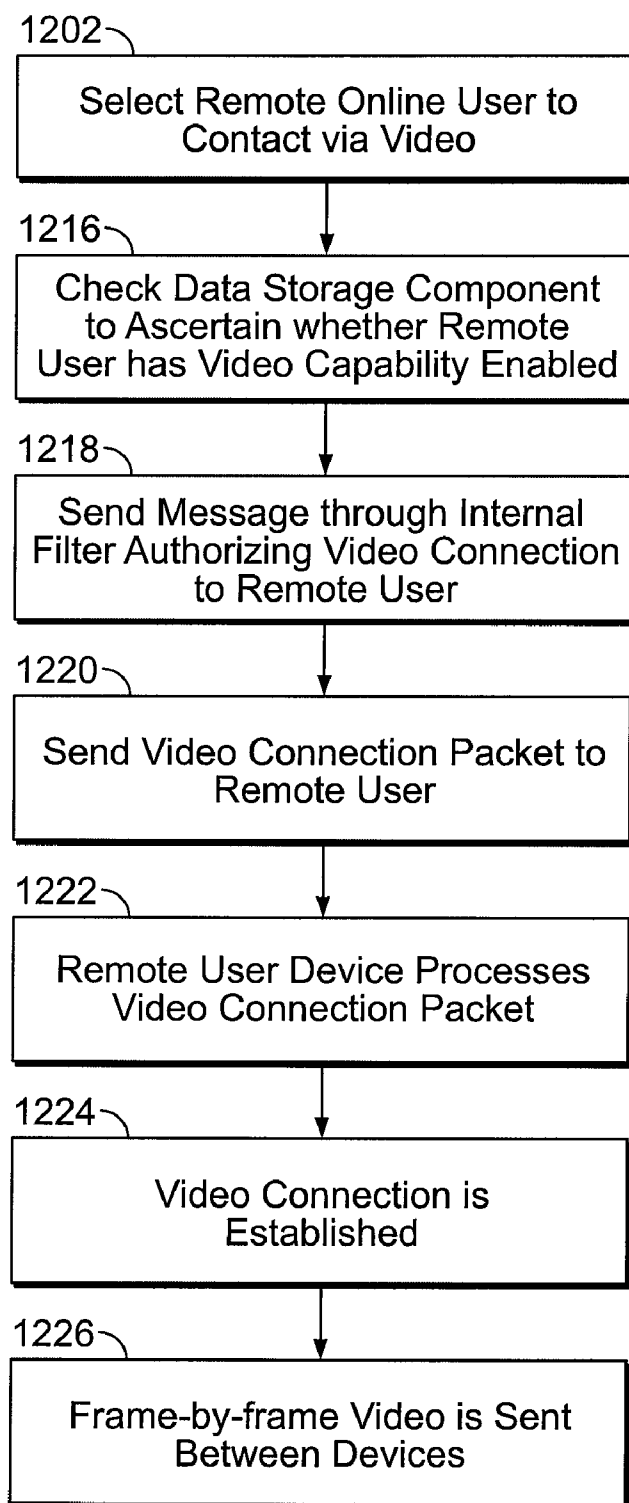 1202
Select Remote Online User to
Contact via Video
1216
Check Data Storage Component
to Ascertain whether Remote
User has Video Capability Enabled
1218
Send Message through Internal
Filter Authorizing Video Connection
to Remote User
1220
Send Video Connection Packet to
Remote User
1222
Remote User Device Processes
Video Connection Packet
1224
Video Connection is
Established
1226
Frame-by-frame Video is Sent
Between Devices